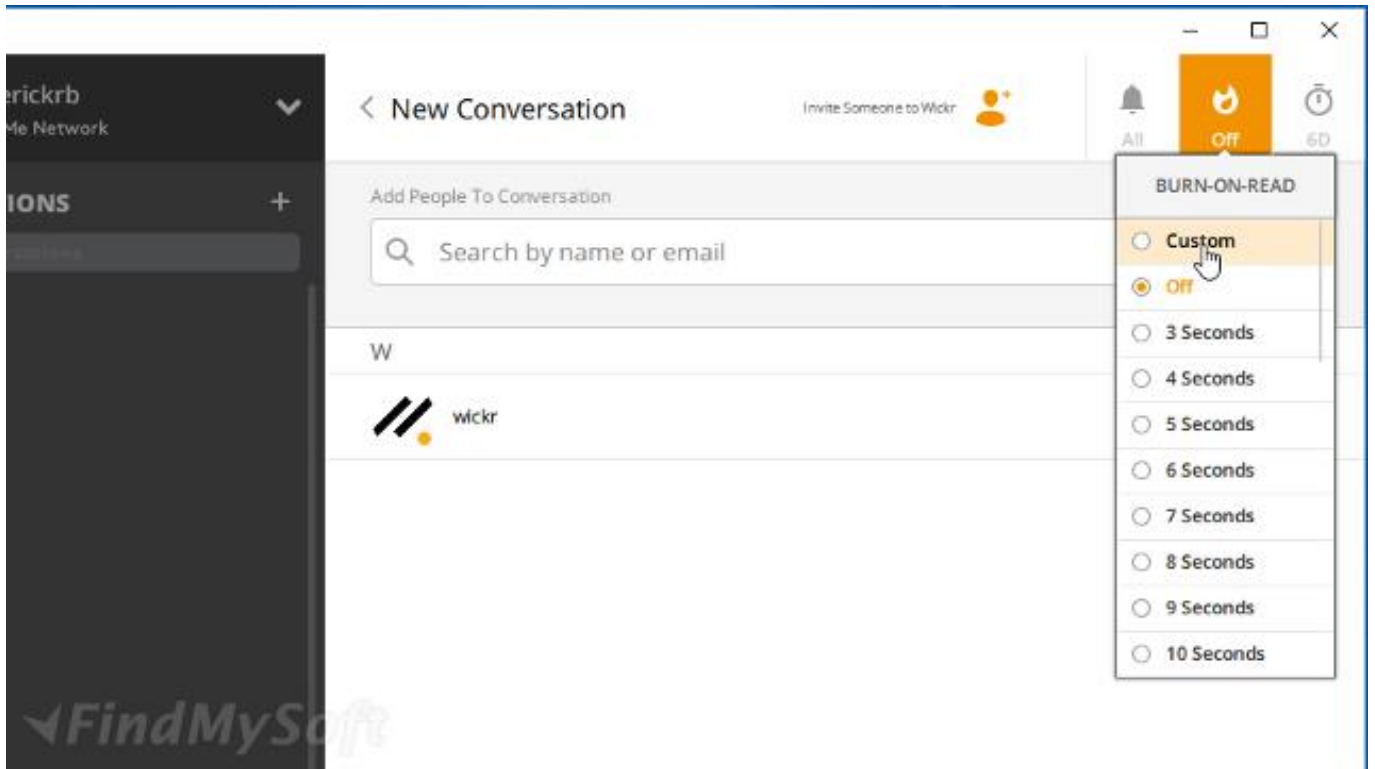 erickrb
Me Network
IONS
+
New Conversation
Invite Someone to Wickr
All
Off
6D
Add People To Conversation
Search by name or email
W
wickr
BURN-ON-READ
Custom
Off
3 Seconds
4 Seconds
5 Seconds
6 Seconds
7 Seconds
8 Seconds
9 Seconds
10 Seconds
FindMySoft